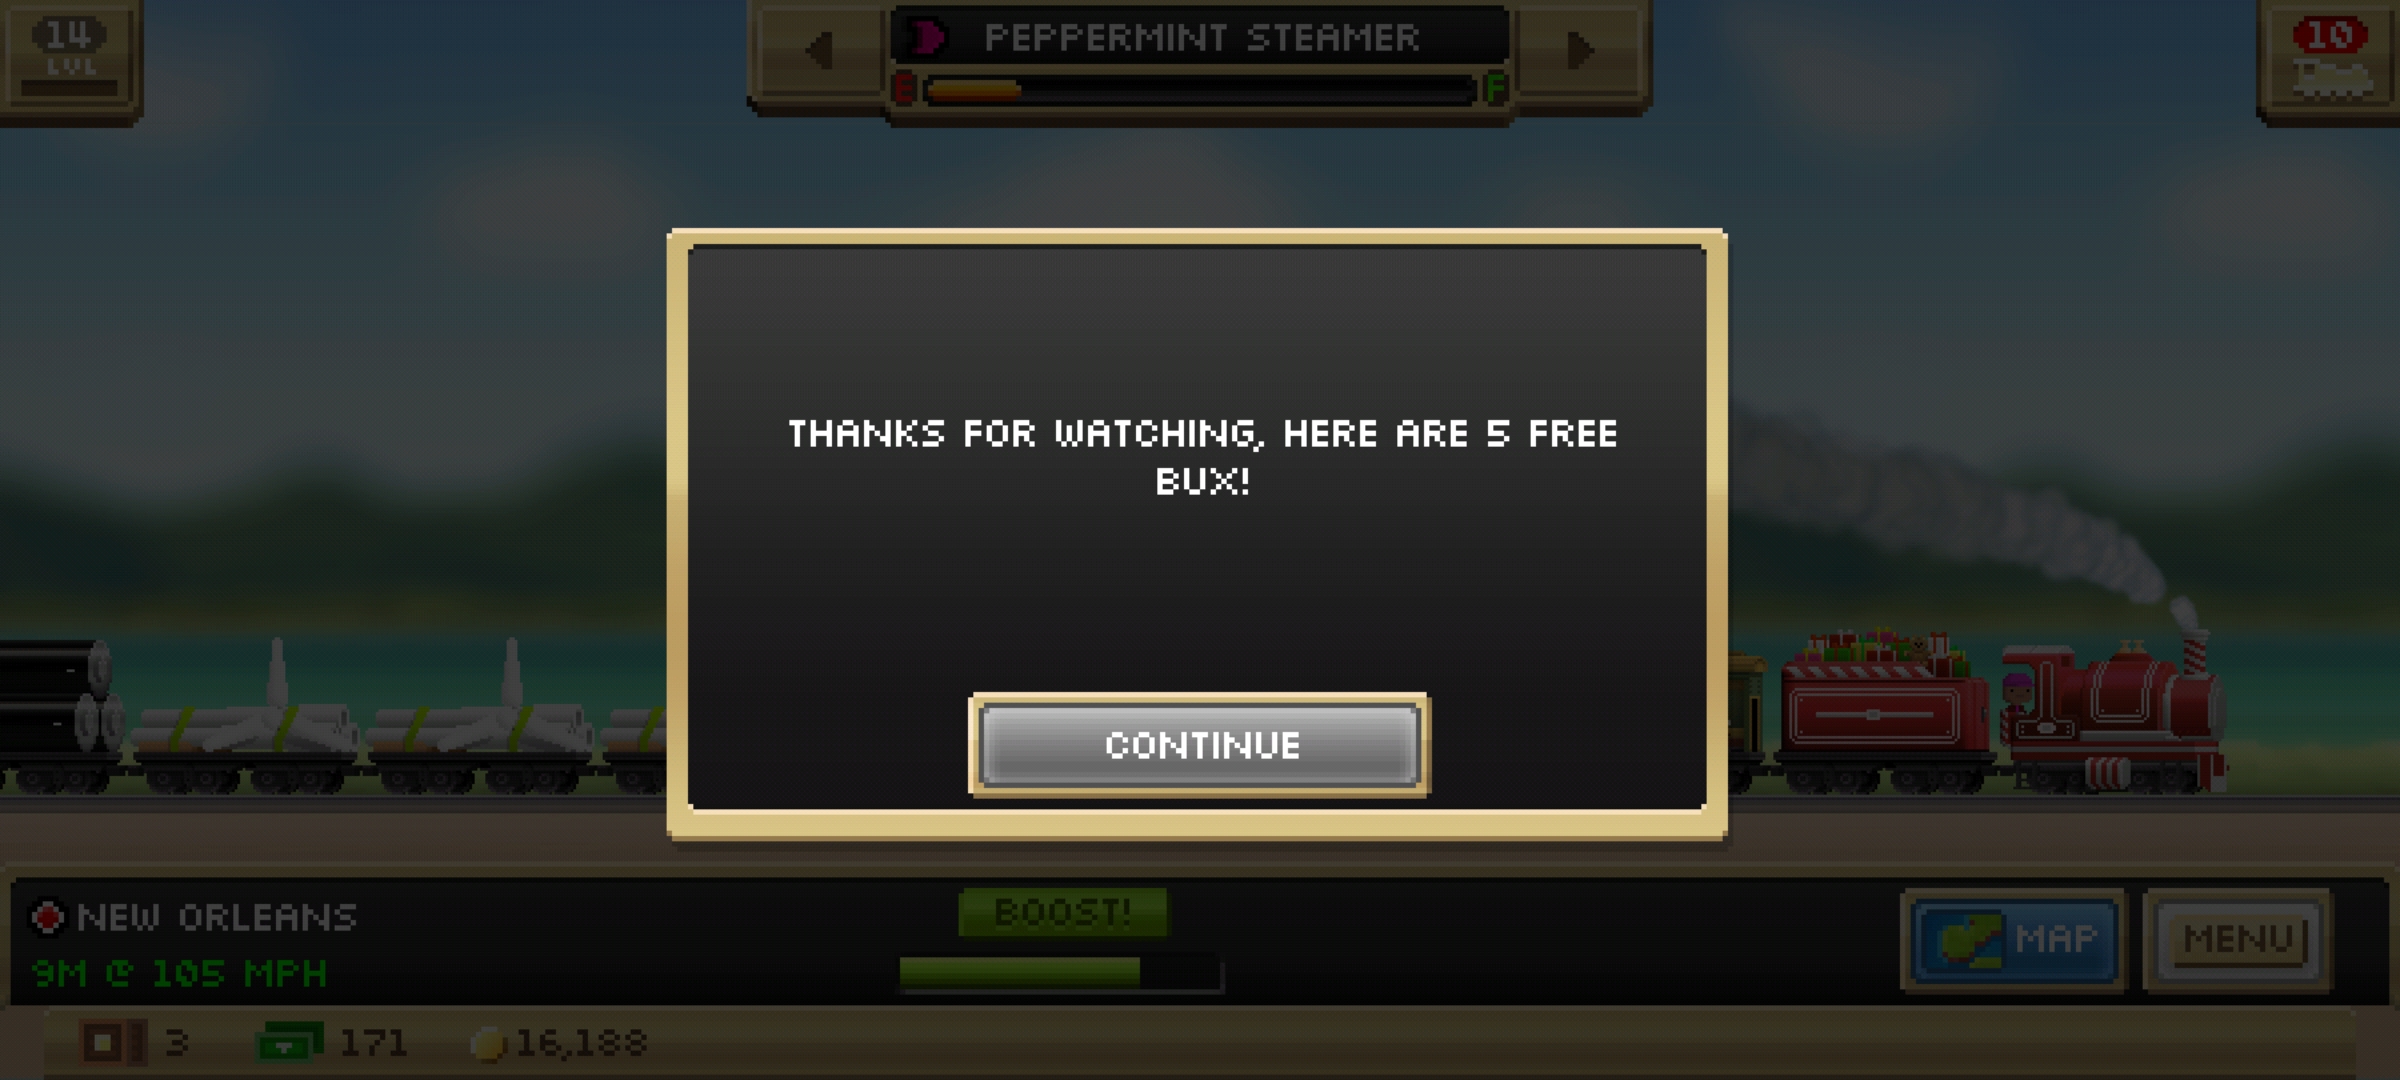 14
LVL
PEPPERMINT STEAMER
E
F
10
THANKS FOR WATCHING, HERE ARE 5 FREE
BUX!
CONTINUE
NEW ORLEANS
9M @ 105 MPH
BOOST!
MAP
MENU
3
171
16,188